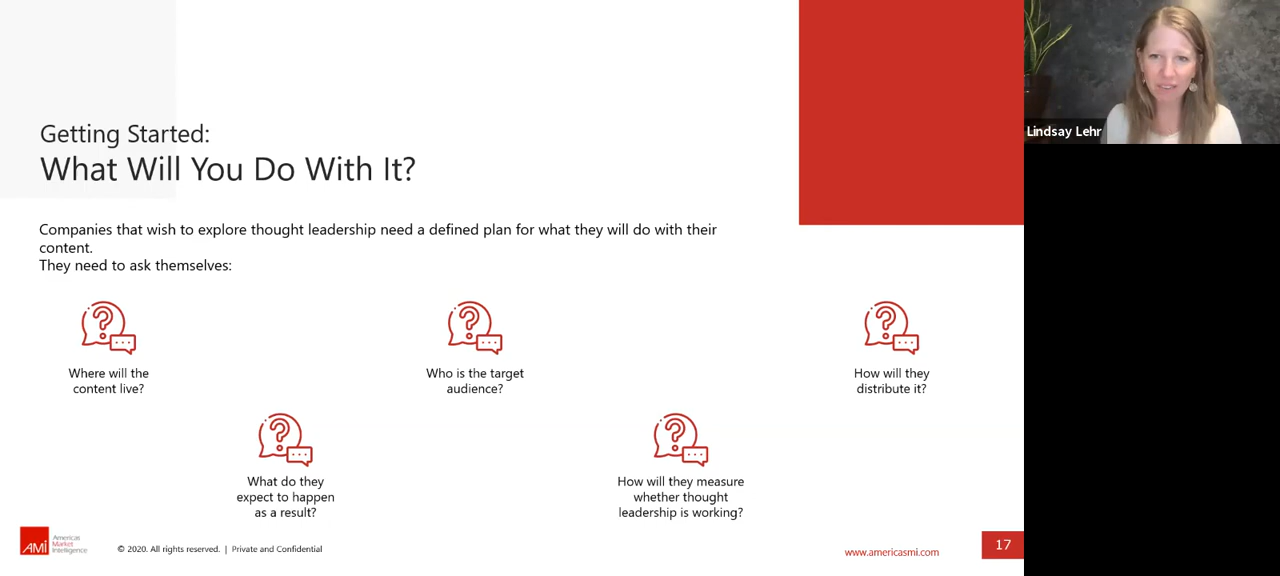 Getting Started:
What Will You Do With It?
Lindsay Lehr
Companies that wish to explore thought leadership need a defined plan for what they will do with their
content.
They need to ask themselves:
Where will the
content live?
Who is the target
audience?
How will they
distribute it?
What do they
expect to happen
as a result?
How will they measure
whether thought
leadership is working?
AMI
Americas
Market
Intelligence
© 2020. All rights reserved. | Private and Confidential
www.americasmi.com
17